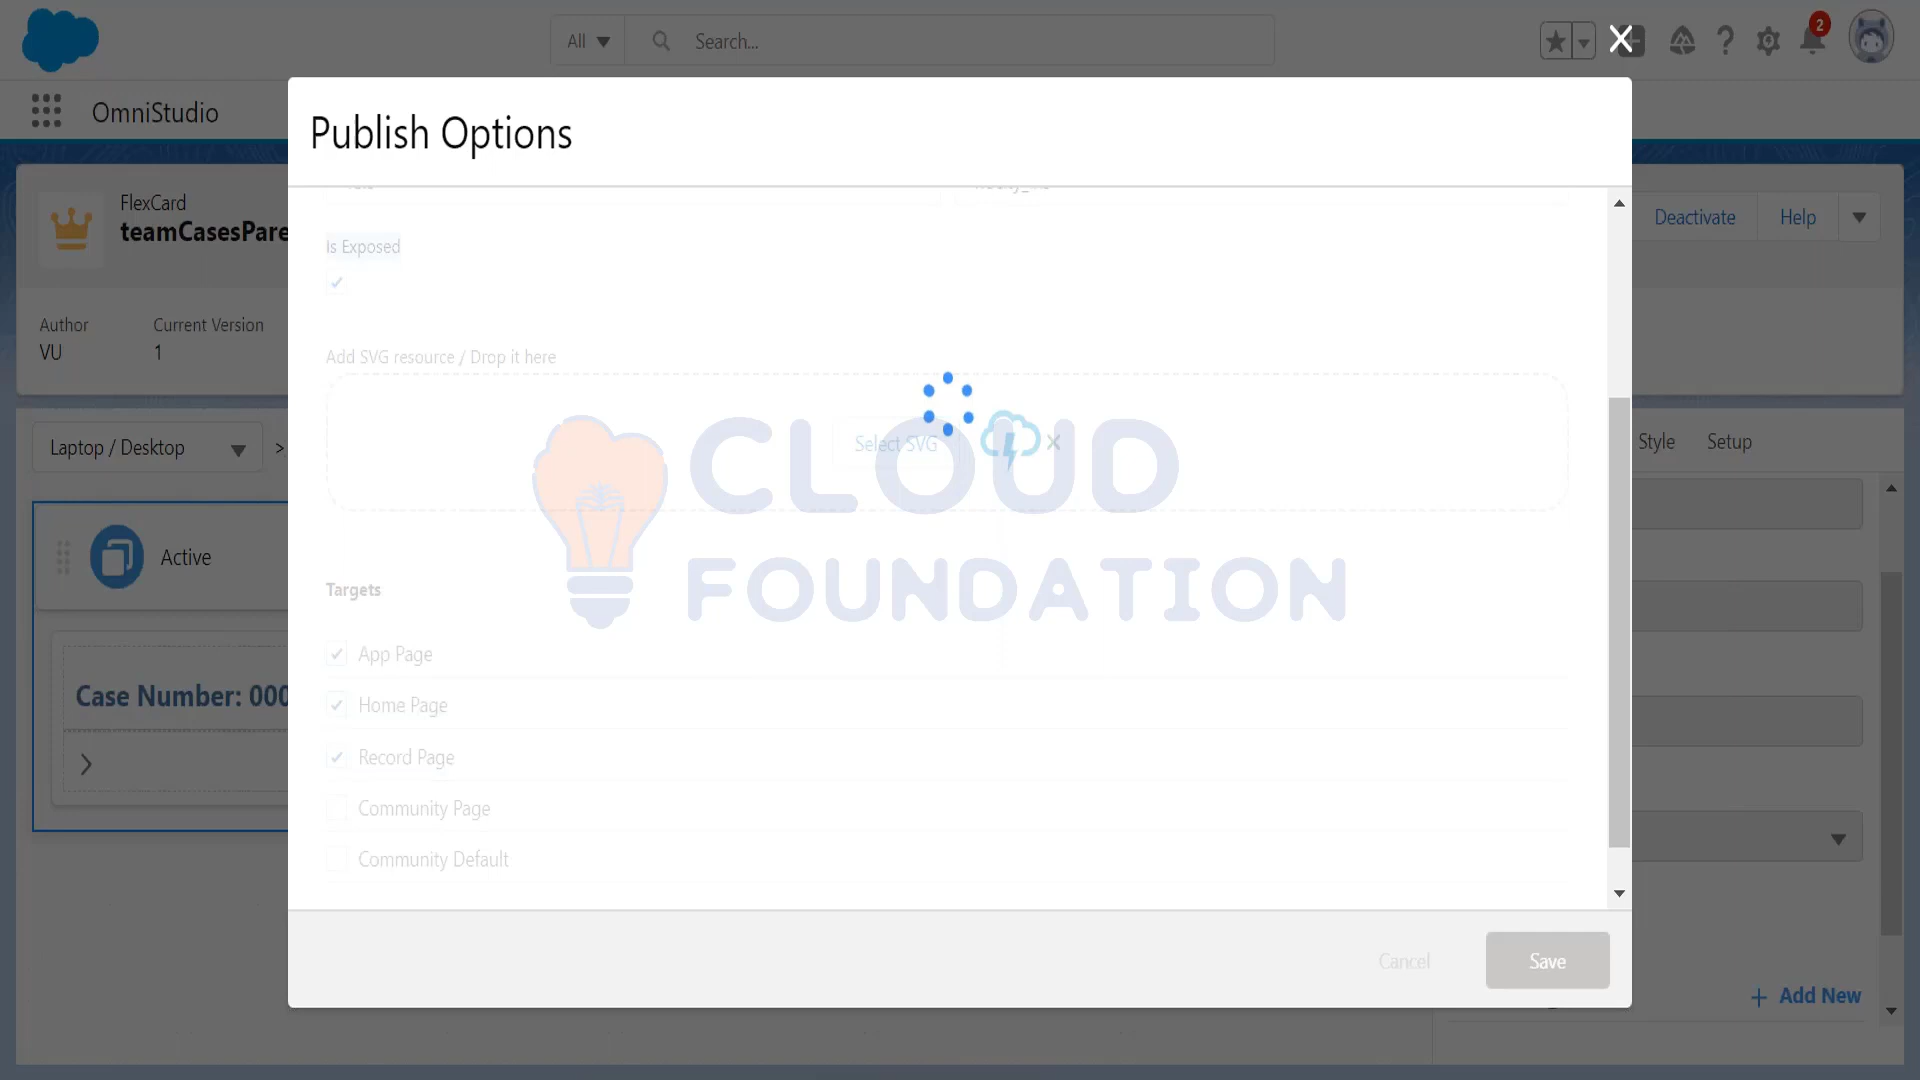 All
Search...
2
OmniStudio
Publish Options
FlexCard
teamCasesPare
Deactivate
Help
Is Exposed
Author
Current Version
VU
1
Add SVG resource / Drop it here
Laptop / Desktop
>
Select SVG
Style
Setup
CLOUD
FOUNDATION
Active
Targets
App Page
Case Number: 000
Home Page
Record Page
Community Page
Community Default
Cancel
Save
+ Add New